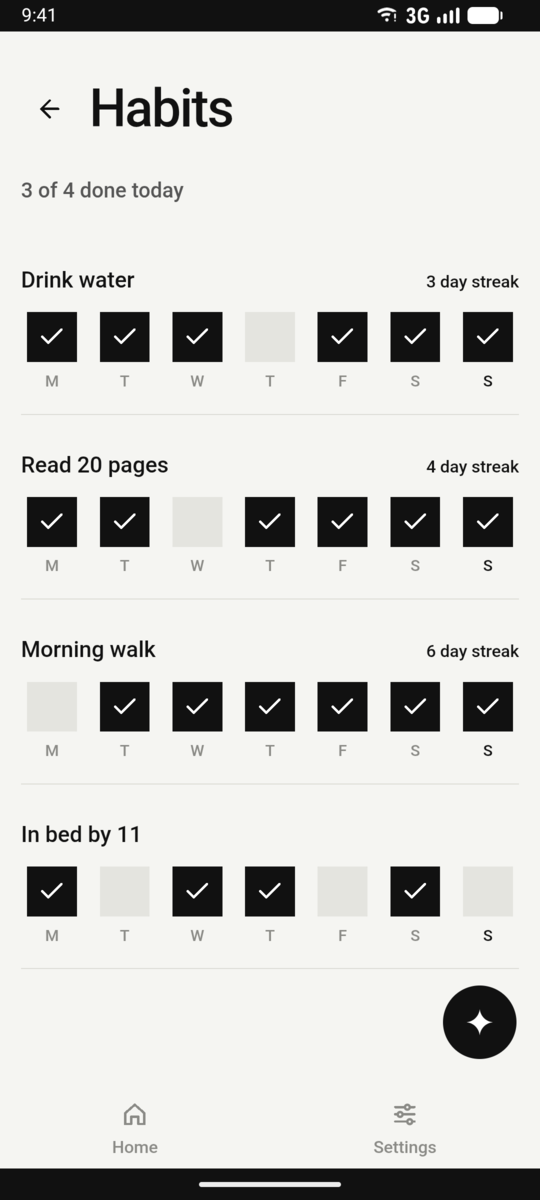 9:41
3G
Habits
3 of 4 done today
Drink water
3 day streak
M T W T F S S
Read 20 pages
4 day streak
M T W T F S S
Morning walk
6 day streak
M T W T F S S
In bed by 11
M T W T F S S
Home
Settings